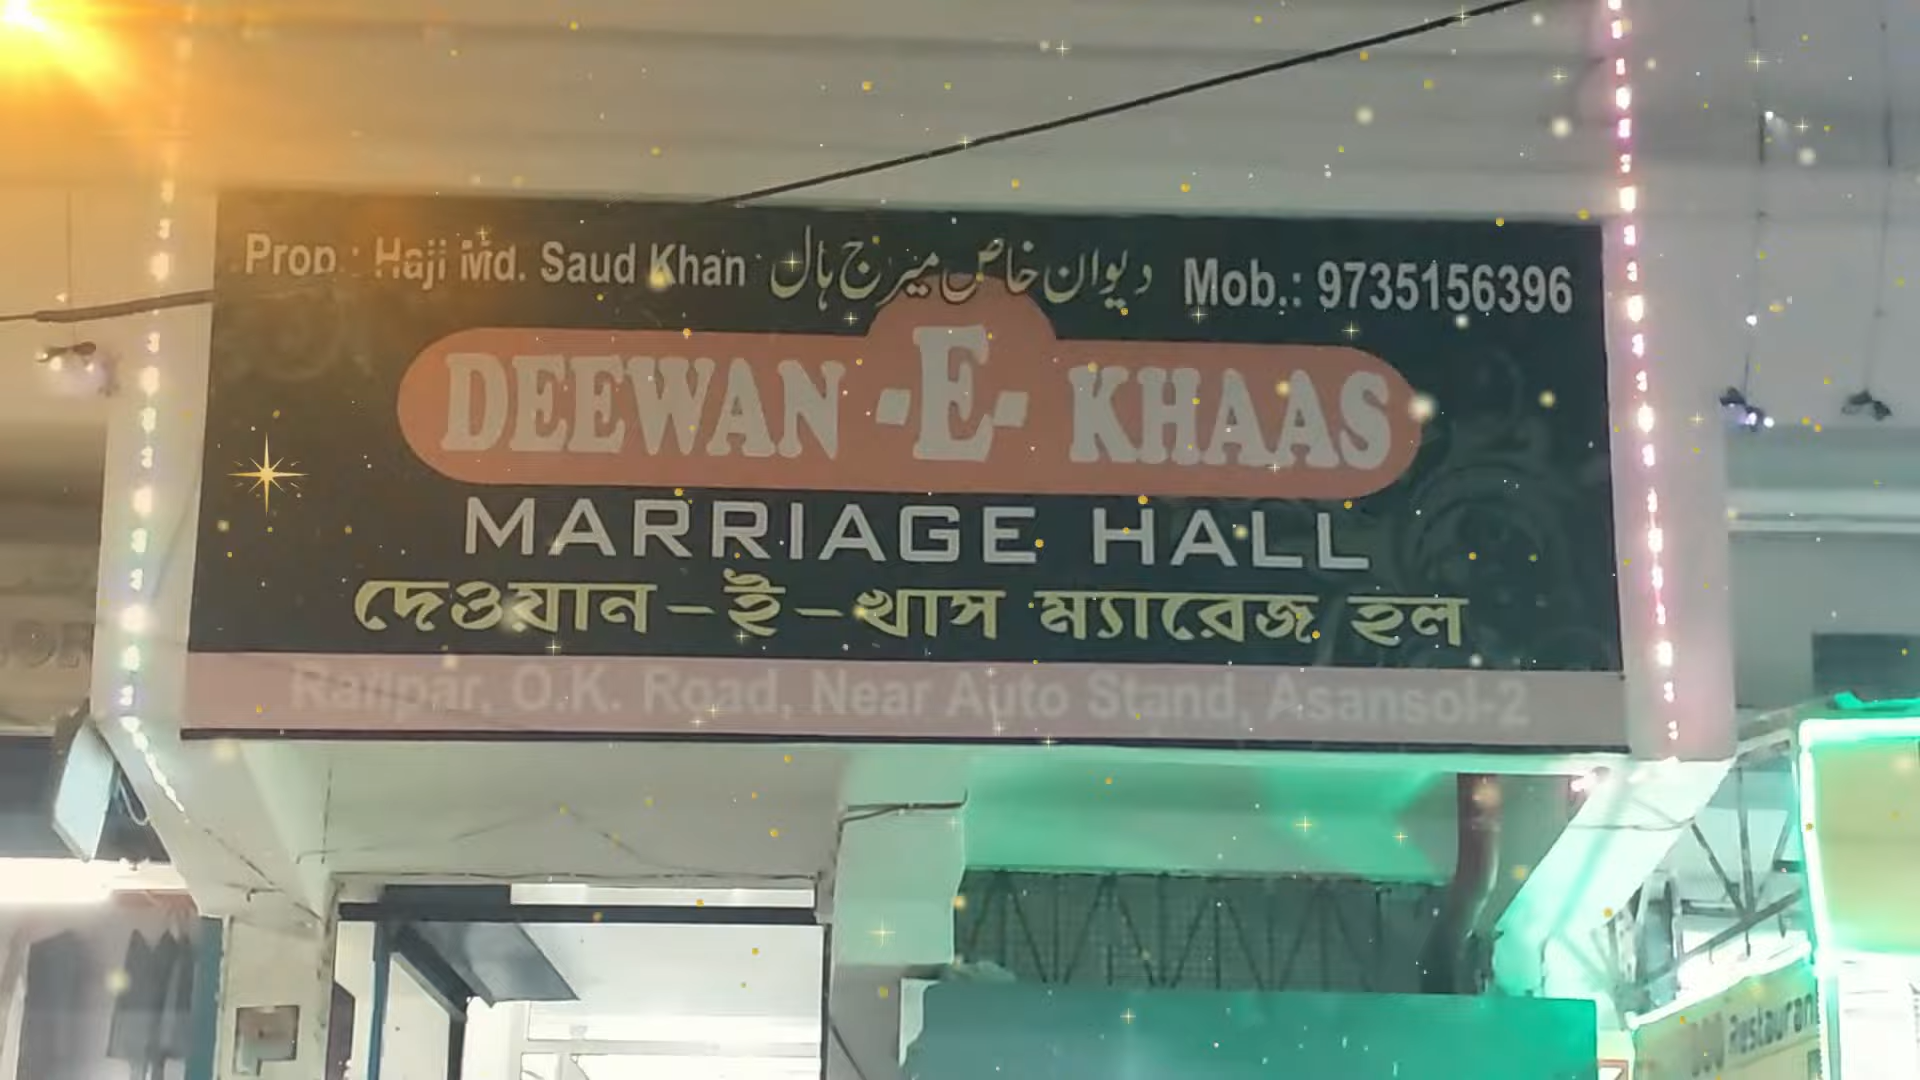 Prop : Haji Md. Saud Khan دیوان خاص میرج ہال Mob.: 9735156396
DEEWAN -E- KHAAS
MARRIAGE HALL
দেওয়ান-ই-খাস ম্যারেজ হল
Railpar, O.K. Road, Near Auto Stand, Asansol-2
Restaurant